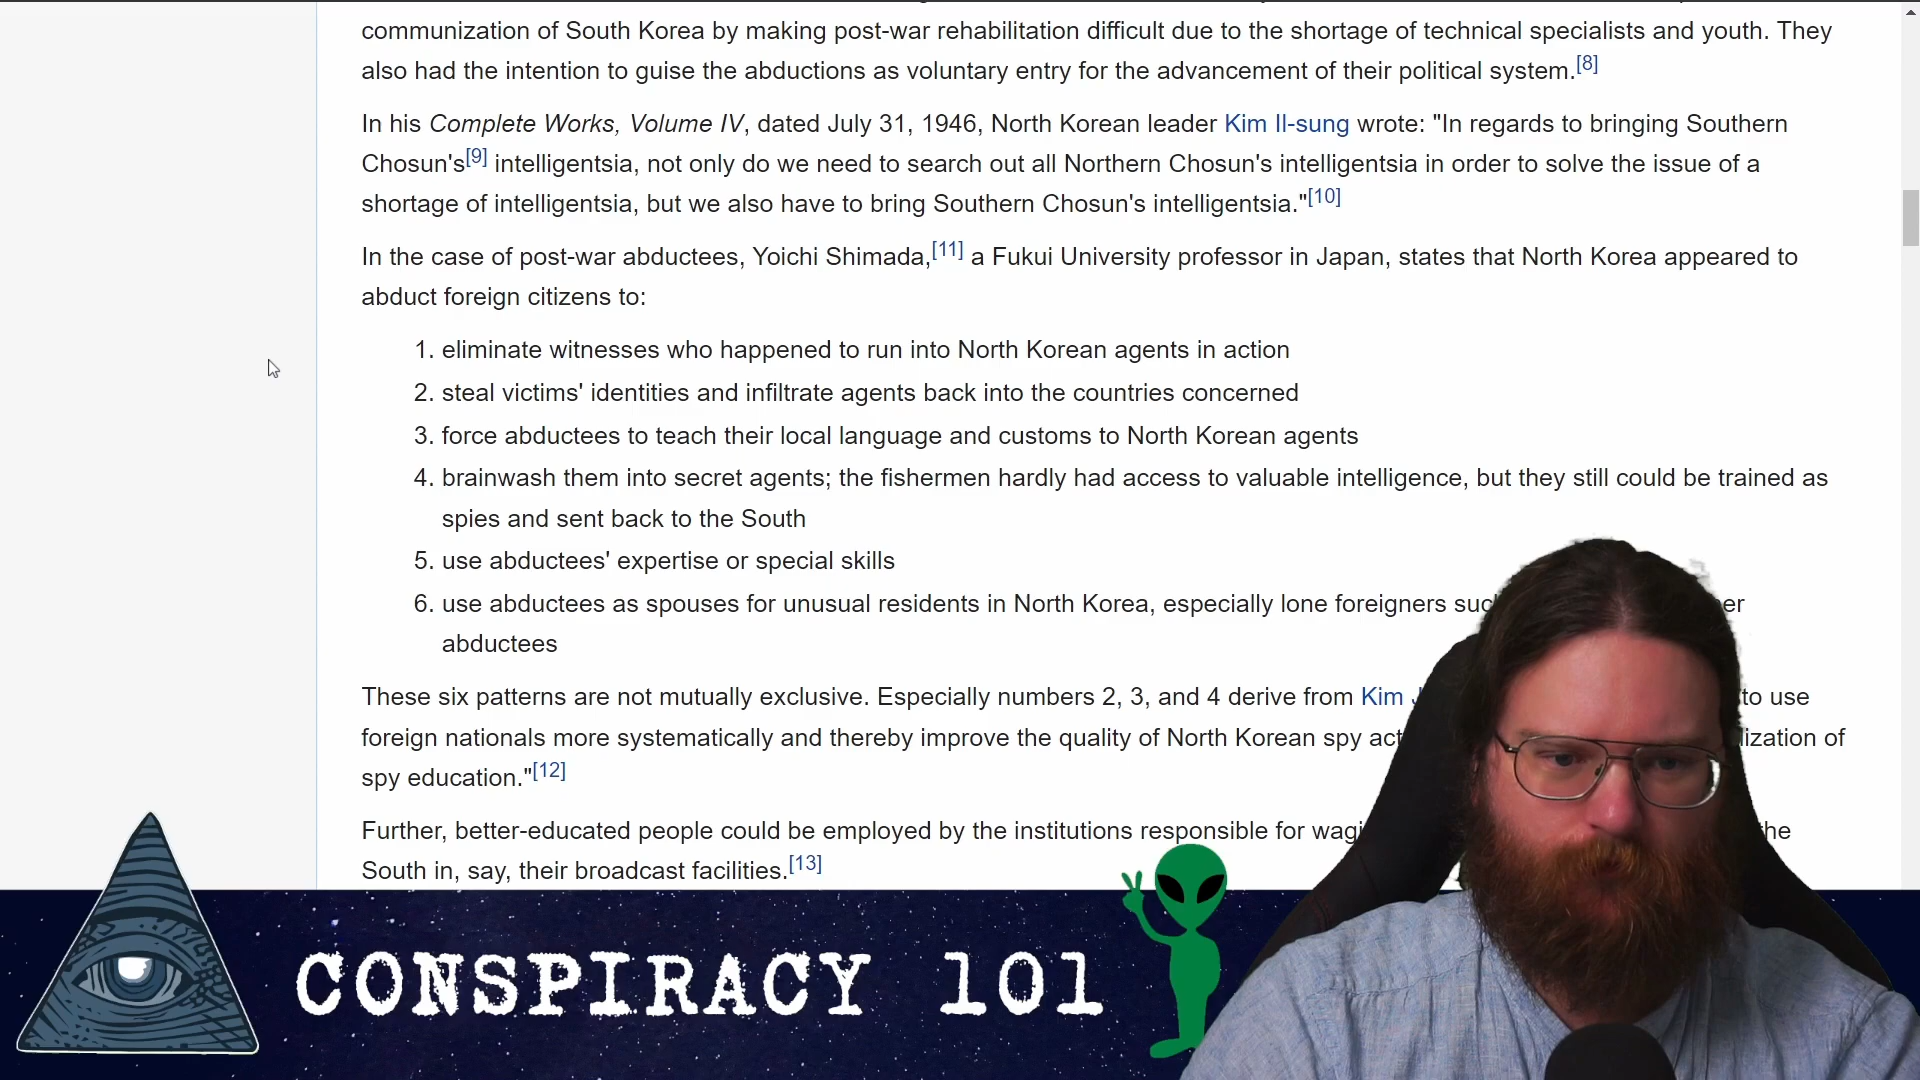 communization of South Korea by making post-war rehabilitation difficult due to the shortage of technical specialists and youth. They
also had the intention to guise the abductions as voluntary entry for the advancement of their political system.[8]
In his Complete Works, Volume IV, dated July 31, 1946, North Korean leader Kim Il-sung wrote: "In regards to bringing Southern
Chosun's[9] intelligentsia, not only do we need to search out all Northern Chosun's intelligentsia in order to solve the issue of a
shortage of intelligentsia, but we also have to bring Southern Chosun's intelligentsia."[10]
In the case of post-war abductees, Yoichi Shimada,[11] a Fukui University professor in Japan, states that North Korea appeared to
abduct foreign citizens to:
1. eliminate witnesses who happened to run into North Korean agents in action
2. steal victims' identities and infiltrate agents back into the countries concerned
3. force abductees to teach their local language and customs to North Korean agents
4. brainwash them into secret agents; the fishermen hardly had access to valuable intelligence, but they still could be trained as
spies and sent back to the South
5. use abductees' expertise or special skills
6. use abductees as spouses for unusual residents in North Korea, especially lone foreigners
abductees
These six patterns are not mutually exclusive. Especially numbers 2, 3, and 4 derive from Kim to use
foreign nationals more systematically and thereby improve the quality of North Korean spy of
spy education."[12]
Further, better-educated people could be employed by the institutions responsible for
South in, say, their broadcast facilities.[13]
CONSPIRACY 101